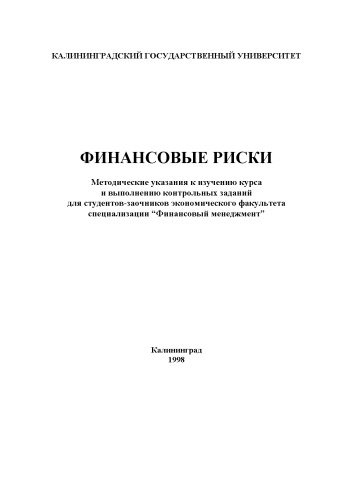 КАЛИНИНГРАДСКИЙ ГОСУДАРСТВЕННЫЙ УНИВЕРСИТЕТ
ФИНАНСОВЫЕ РИСКИ
Методические указания к изучению курса
и выполнению контрольных заданий
для студентов-заочников экономического факультета
специализации “Финансовый менеджмент”
Калининград
1998